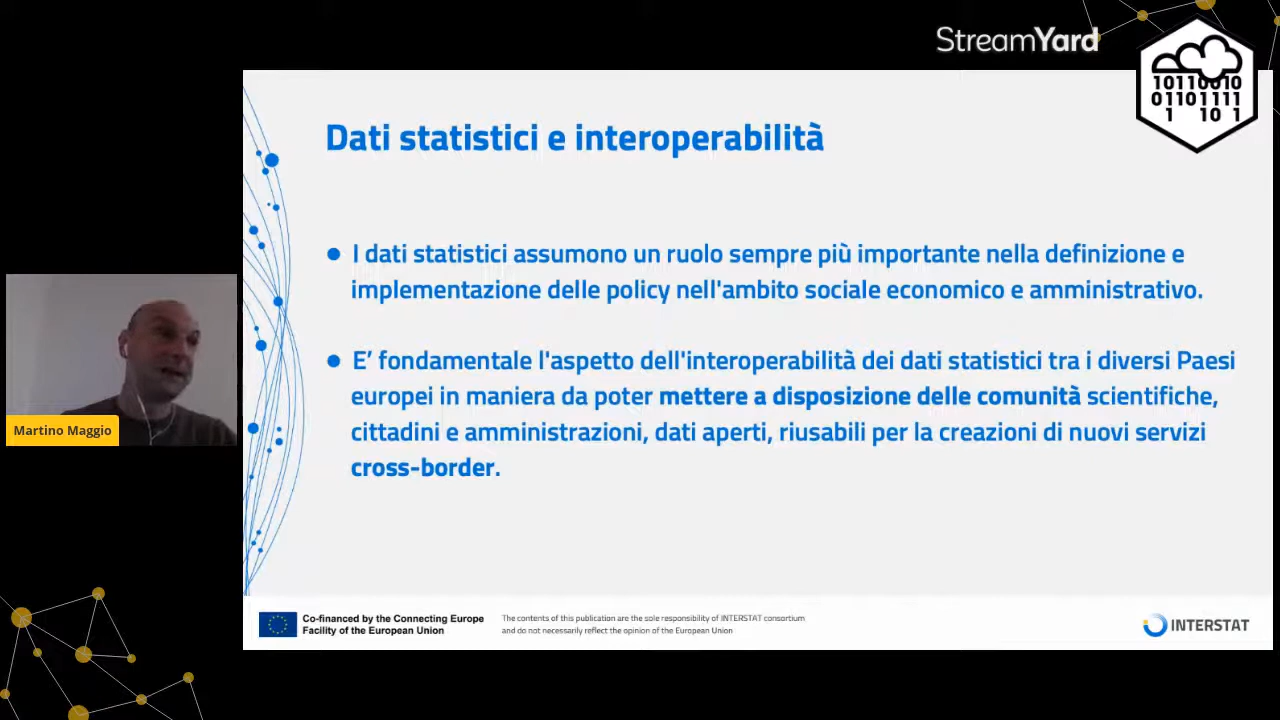 StreamYard
10110010
01101111
1 10 1
Dati statistici e interoperabilità
● I dati statistici assumono un ruolo sempre più importante nella definizione e
implementazione delle policy nell'ambito sociale economico e amministrativo.
● E’ fondamentale l'aspetto dell'interoperabilità dei dati statistici tra i diversi Paesi
europei in maniera da poter mettere a disposizione delle comunità scientifiche,
cittadini e amministrazioni, dati aperti, riusabili per la creazioni di nuovi servizi
cross-border.
Martino Maggio
Co-financed by the Connecting Europe
Facility of the European Union
The contents of this publication are the sole responsibility of INTERSTAT consortium
and do not necessarily reflect the opinion of the European Union
INTERSTAT